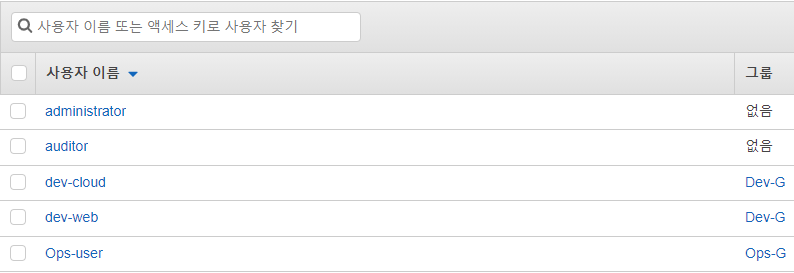 사용자 이름 또는 액세스 키로 사용자 찾기
사용자 이름 그룹
administrator 없음
auditor 없음
dev-cloud Dev-G
dev-web Dev-G
Ops-user Ops-G